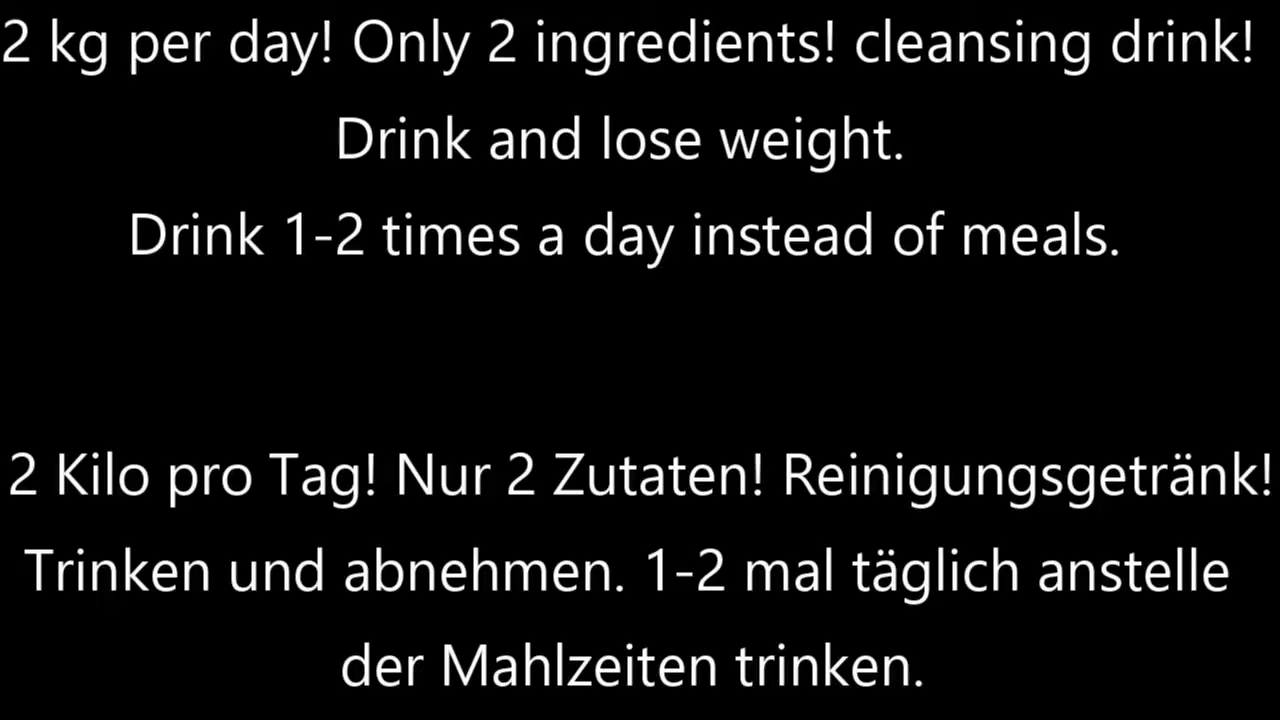 2 kg per day! Only 2 ingredients! cleansing drink!
Drink and lose weight.
Drink 1-2 times a day instead of meals.
2 Kilo pro Tag! Nur 2 Zutaten! Reinigungsgetränk!
Trinken und abnehmen. 1-2 mal täglich anstelle
der Mahlzeiten trinken.